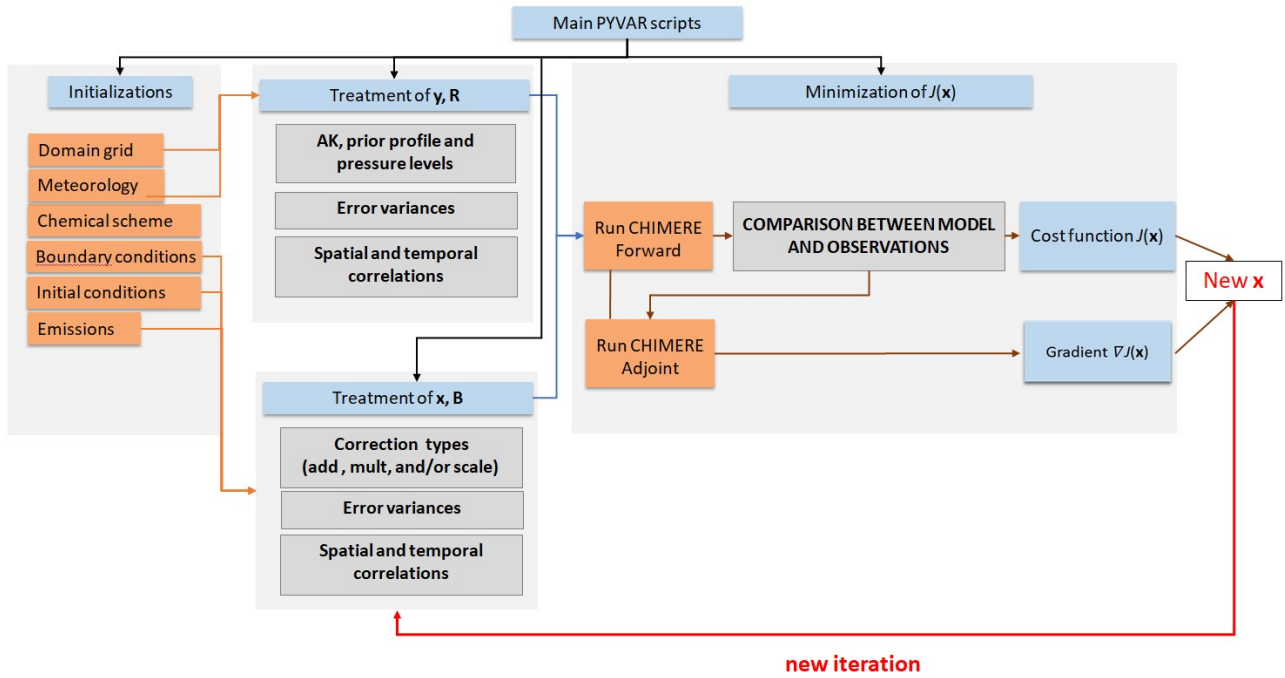 Main PYVAR scripts
Initializations
Domain grid
Meteorology
Chemical scheme
Boundary conditions
Initial conditions
Emissions
Treatment of y, R
AK, prior profile and
pressure levels
Error variances
Spatial and temporal
correlations
Treatment of x, B
Correction types
(add , mult, and/or scale)
Error variances
Spatial and temporal
correlations
Minimization of J(x)
Run CHIMERE
Forward
COMPARISON BETWEEN MODEL
AND OBSERVATIONS
Cost function J(x)
New x
Run CHIMERE
Adjoint
Gradient ∇J(x)
new iteration